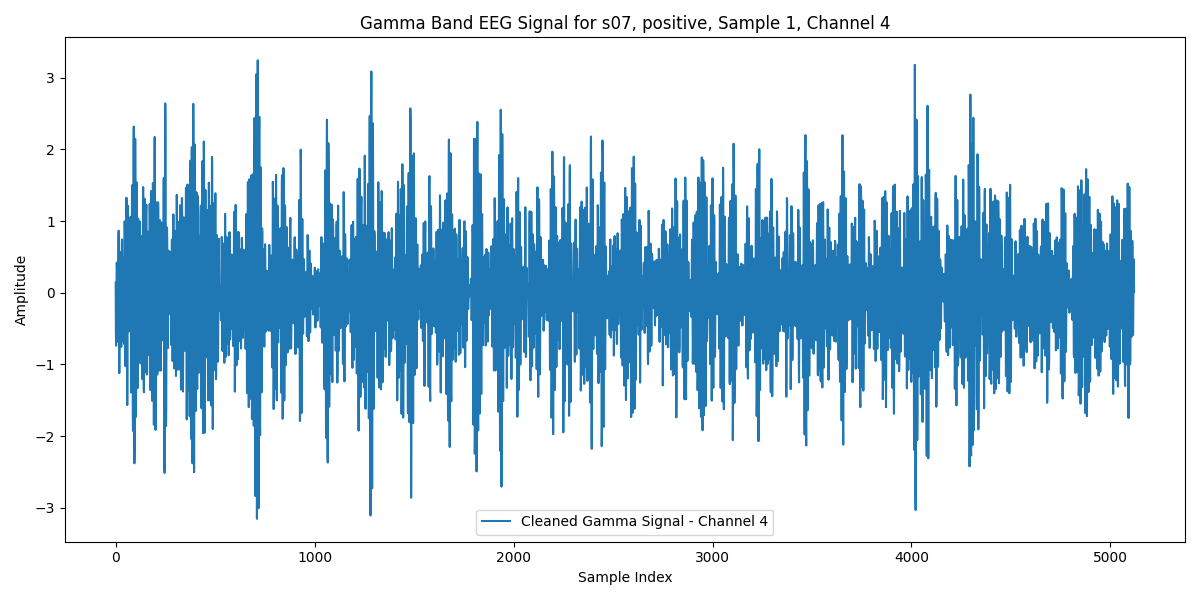 Gamma Band EEG Signal for s07, positive, Sample 1, Channel 4
Amplitude
3
2
1
0
−1
−2
−3
Cleaned Gamma Signal - Channel 4
0 1000 2000 3000 4000 5000
Sample Index